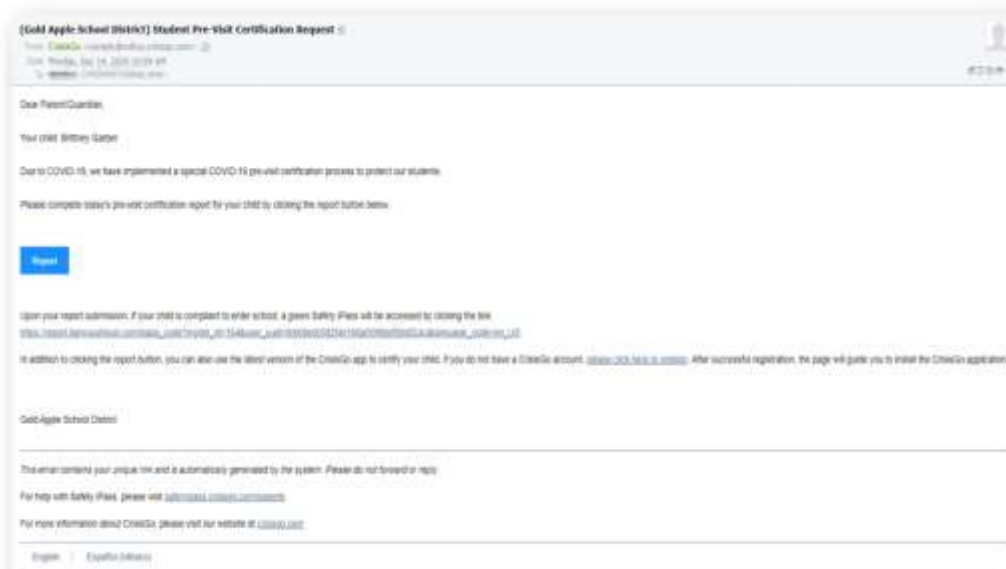 [Gold Apple School District] Student Pre-Visit Certification Request
From CrisisGo
Dear Parent/Guardian,
Your child: Brittney Garber
Due to COVID-19, we have implemented a special COVID-19 pre-visit certification process to protect our students.
Please complete today's pre-visit certification report for your child by clicking the report button below.
Report
Upon your report submission, if your child is compliant to enter school, a green Safety iPass will be accessed by clicking the link:
In addition to clicking the report button, you can also use the latest version of the CrisisGo app to certify your child. If you do not have a CrisisGo account, please click here to register. After successful registration, the page will guide you to install the CrisisGo application
Gold Apple School District
This email contains your unique link and is automatically generated by the system. Please do not forward or reply.
For help with Safety iPass, please visit
For more information about CrisisGo, please visit our website at crisisgo.com
English | Español (México)